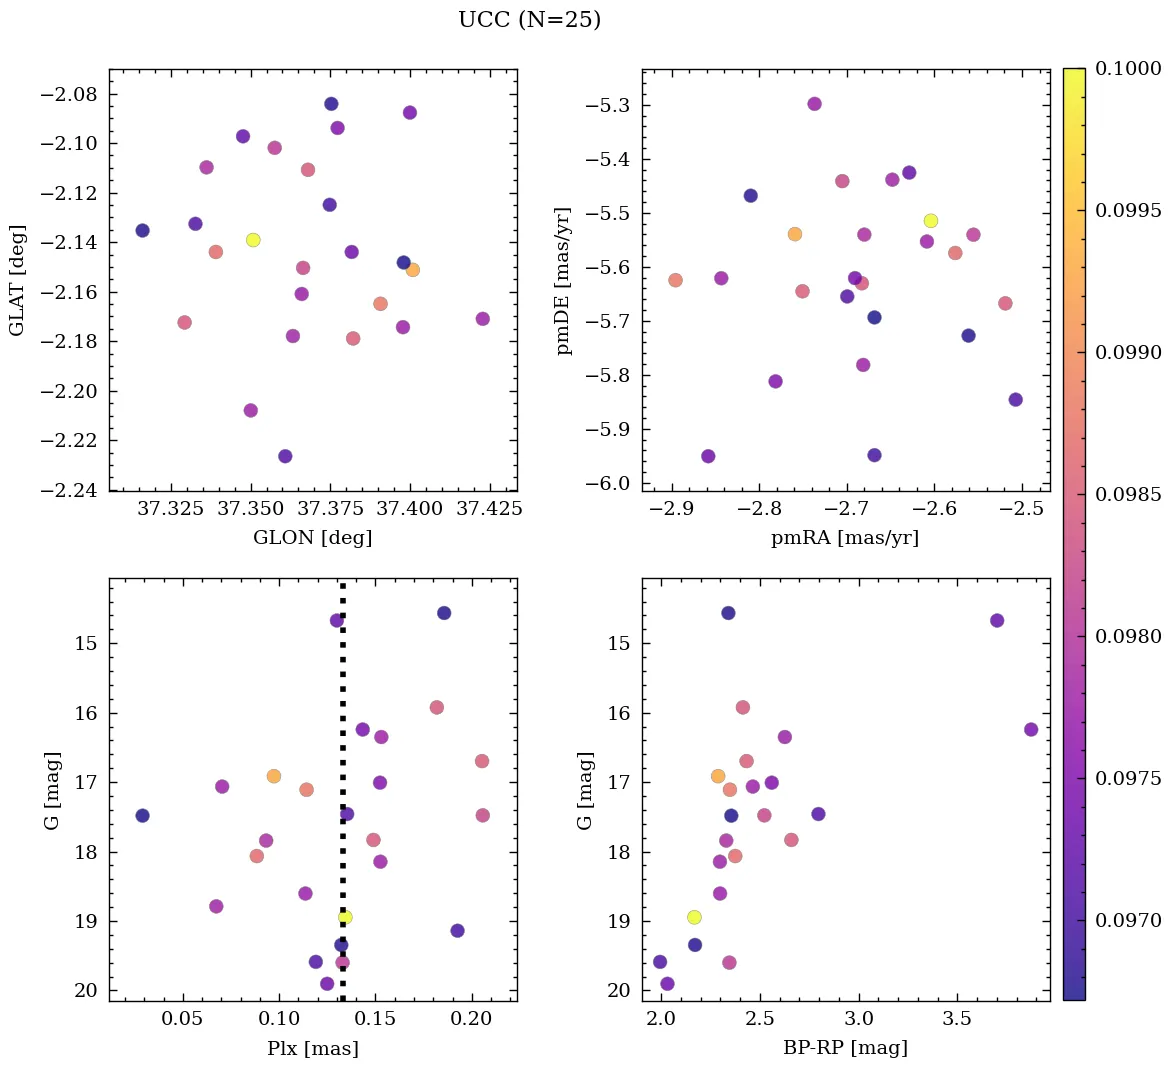 UCC (N=25)
−2.08
−2.10
−2.12
−2.14
−2.16
−2.18
−2.20
−2.22
−2.24
GLAT [deg]
37.325 37.350 37.375 37.400 37.425
GLON [deg]
−5.3
−5.4
−5.5
−5.6
−5.7
−5.8
−5.9
−6.0
pmDE [mas/yr]
−2.9 −2.8 −2.7 −2.6 −2.5
pmRA [mas/yr]
15
16
17
18
19
20
G [mag]
0.05 0.10 0.15 0.20
Plx [mas]
15
16
17
18
19
20
G [mag]
2.0 2.5 3.0 3.5
BP-RP [mag]
0.1000
0.0995
0.0990
0.0985
0.0980
0.0975
0.0970